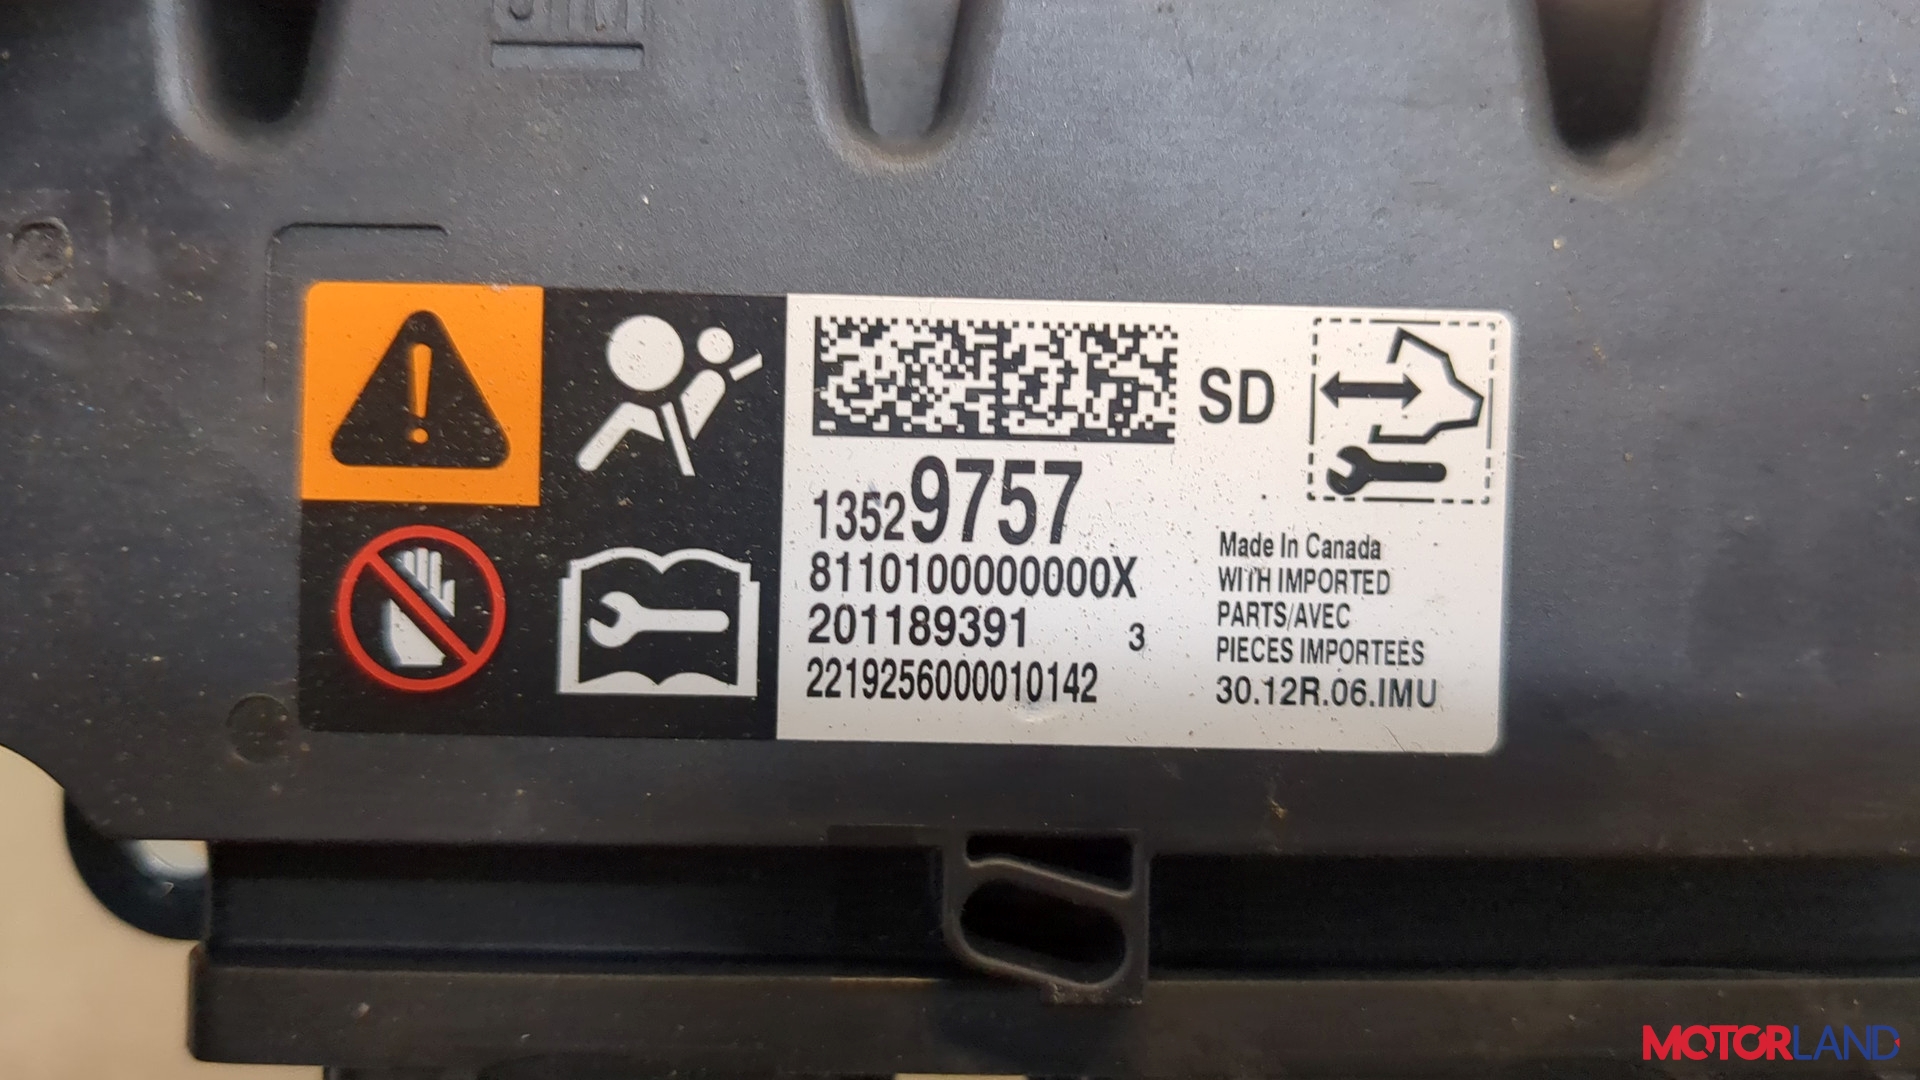 SD
13529757
8110100000000X
201189391 3
2219256000010142
Made In Canada
WITH IMPORTED
PARTS/AVEC
PIECES IMPORTEES
30.12R.06.IMU
MOTORLAND